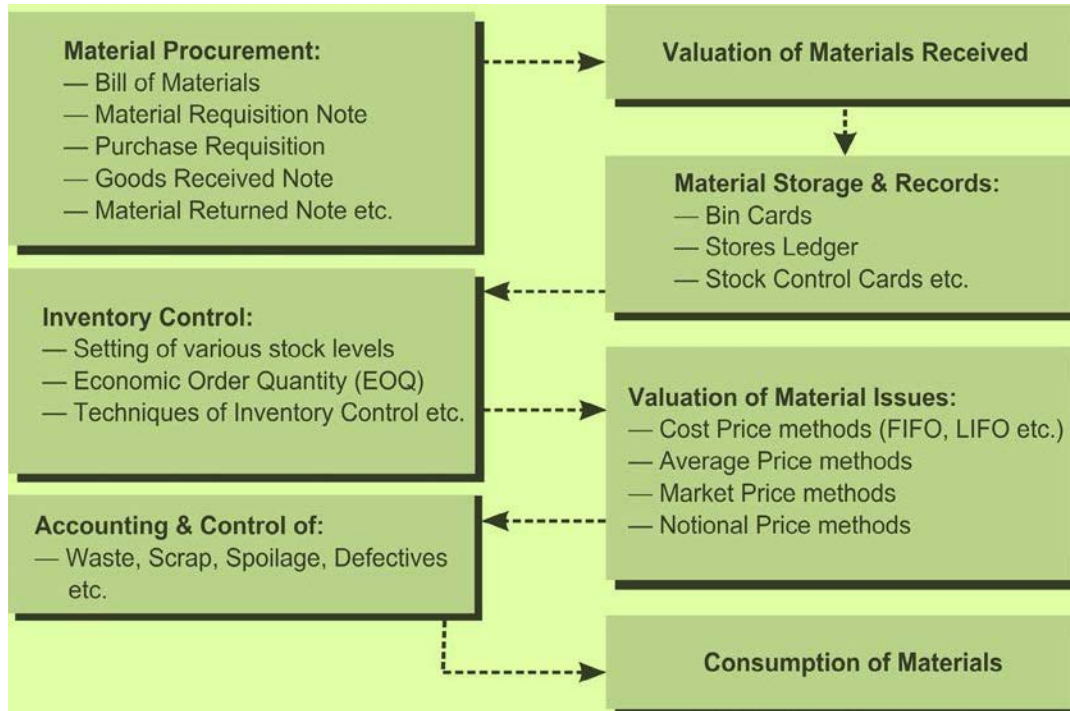 Material Procurement:
— Bill of Materials
— Material Requisition Note
— Purchase Requisition
— Goods Received Note
— Material Returned Note etc.
Valuation of Materials Received
Material Storage & Records:
— Bin Cards
— Stores Ledger
— Stock Control Cards etc.
Inventory Control:
— Setting of various stock levels
— Economic Order Quantity (EOQ)
— Techniques of Inventory Control etc.
Valuation of Material Issues:
— Cost Price methods (FIFO, LIFO etc.)
— Average Price methods
— Market Price methods
— Notional Price methods
Accounting & Control of:
— Waste, Scrap, Spoilage, Defectives
etc.
Consumption of Materials